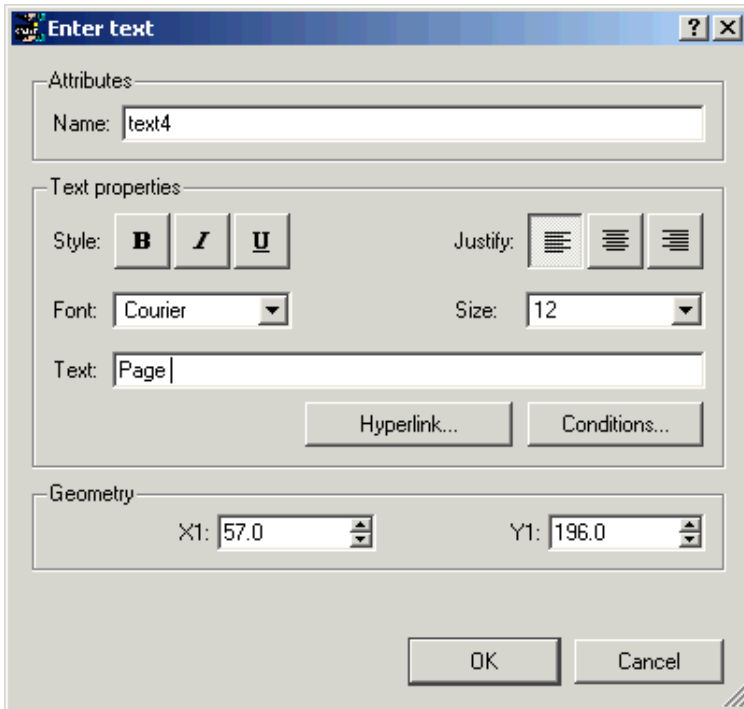 Enter text
Attributes
Name: text4
Text properties
Style: B I U Justify:
Font: Courier Size: 12
Text: Page
Hyperlink... Conditions...
Geometry
X1: 57.0 Y1: 196.0
OK Cancel